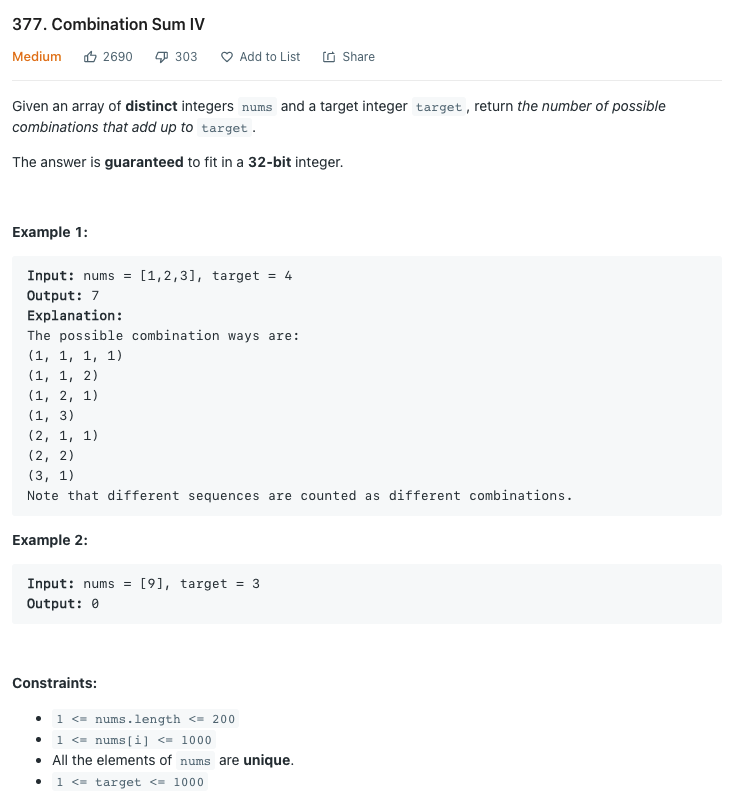 377. Combination Sum IV
Medium 2690 303 Add to List Share
Given an array of distinct integers nums and a target integer target, return the number of possible
combinations that add up to target.
The answer is guaranteed to fit in a 32-bit integer.
Example 1:
Input: nums = [1,2,3], target = 4
Output: 7
Explanation:
The possible combination ways are:
(1, 1, 1, 1)
(1, 1, 2)
(1, 2, 1)
(1, 3)
(2, 1, 1)
(2, 2)
(3, 1)
Note that different sequences are counted as different combinations.
Example 2:
Input: nums = [9], target = 3
Output: 0
Constraints:
• 1 <= nums.length <= 200
• 1 <= nums[i] <= 1000
• All the elements of nums are unique.
• 1 <= target <= 1000